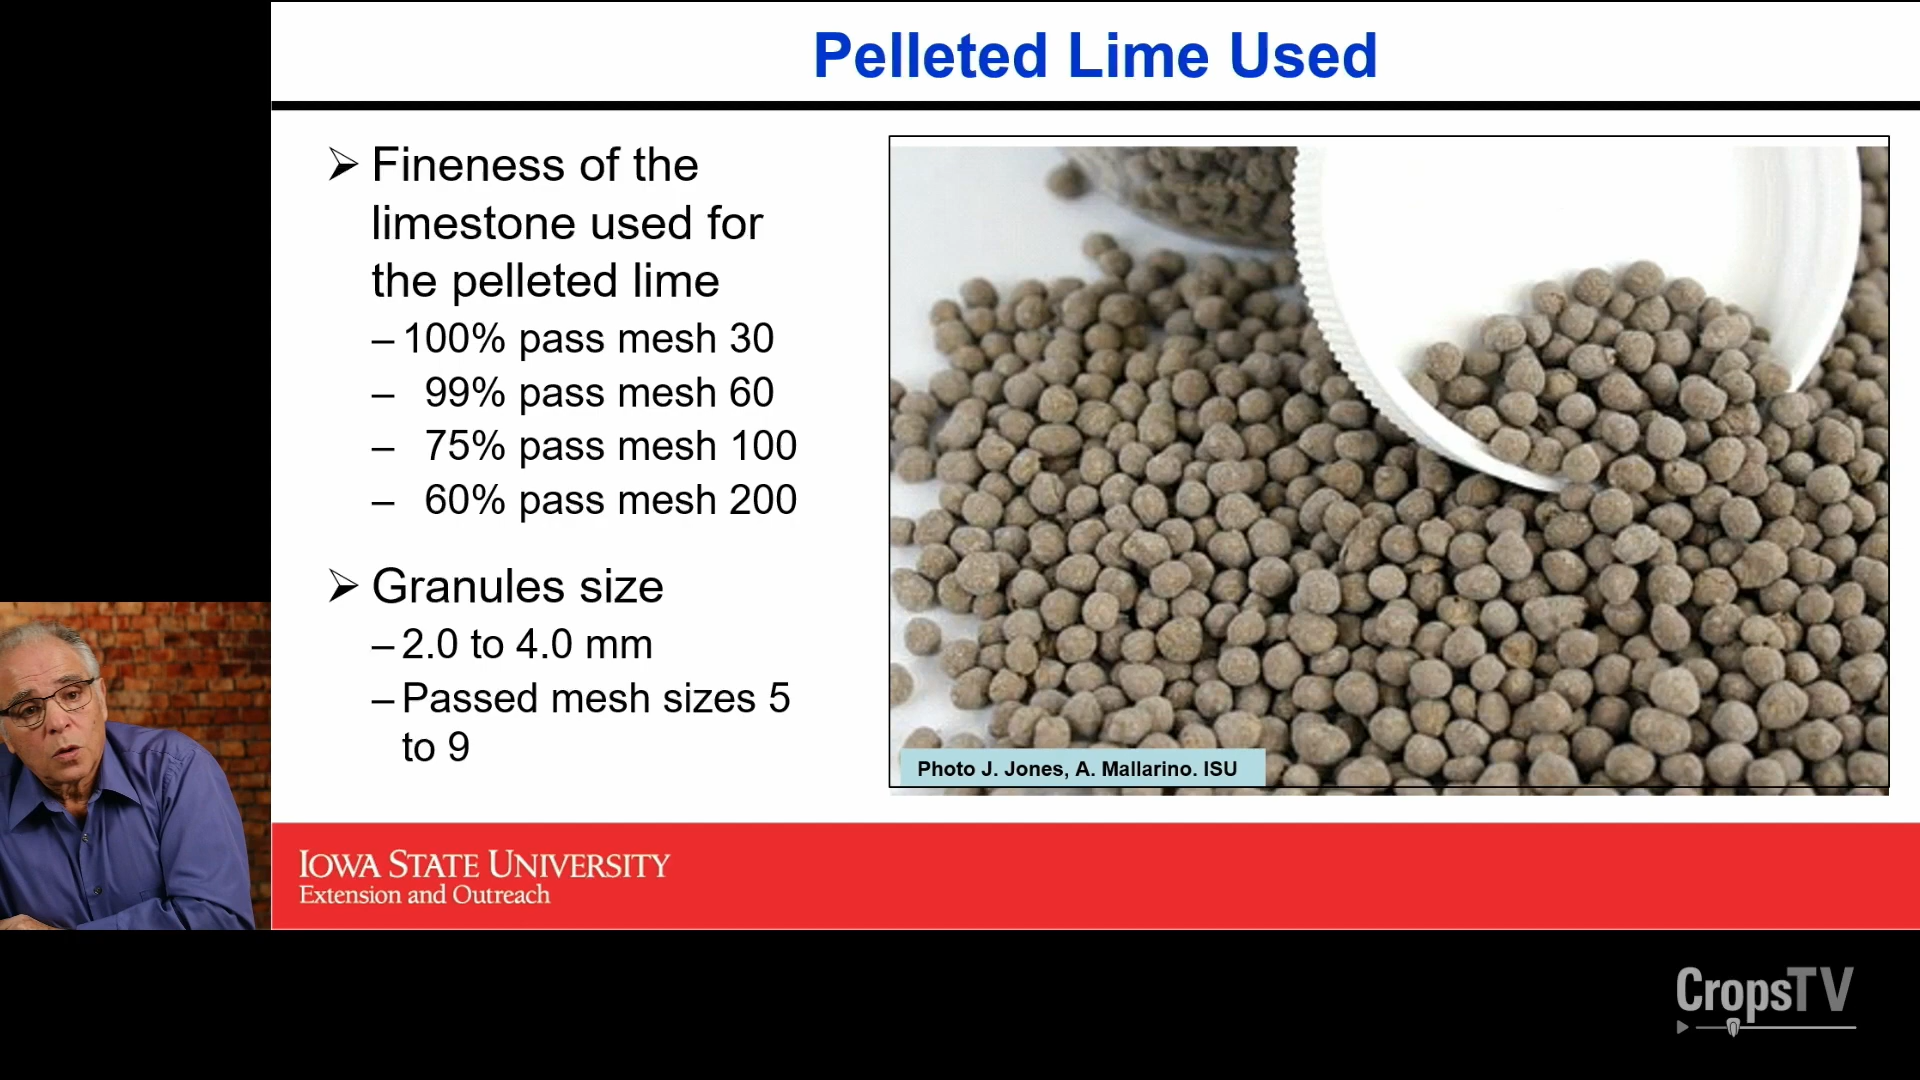 Pelleted Lime Used
➢ Fineness of the
limestone used for
the pelleted lime
– 100% pass mesh 30
– 99% pass mesh 60
– 75% pass mesh 100
– 60% pass mesh 200
➢ Granules size
– 2.0 to 4.0 mm
– Passed mesh sizes 5
to 9
Photo J. Jones, A. Mallarino. ISU
IOWA STATE UNIVERSITY
Extension and Outreach
CropsTV